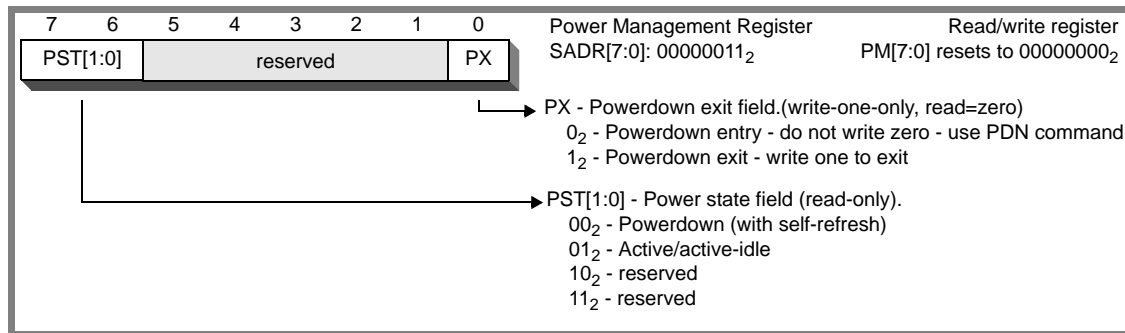 7 6 5 4 3 2 1 0 Power Management Register Read/write register
PST[1:0] reserved PX SADR[7:0]: 00000011₂ PM[7:0] resets to 00000000₂
PX - Powerdown exit field.(write-one-only, read=zero)
0₂ - Powerdown entry - do not write zero - use PDN command
1₂ - Powerdown exit - write one to exit
PST[1:0] - Power state field (read-only).
00₂ - Powerdown (with self-refresh)
01₂ - Active/active-idle
10₂ - reserved
11₂ - reserved